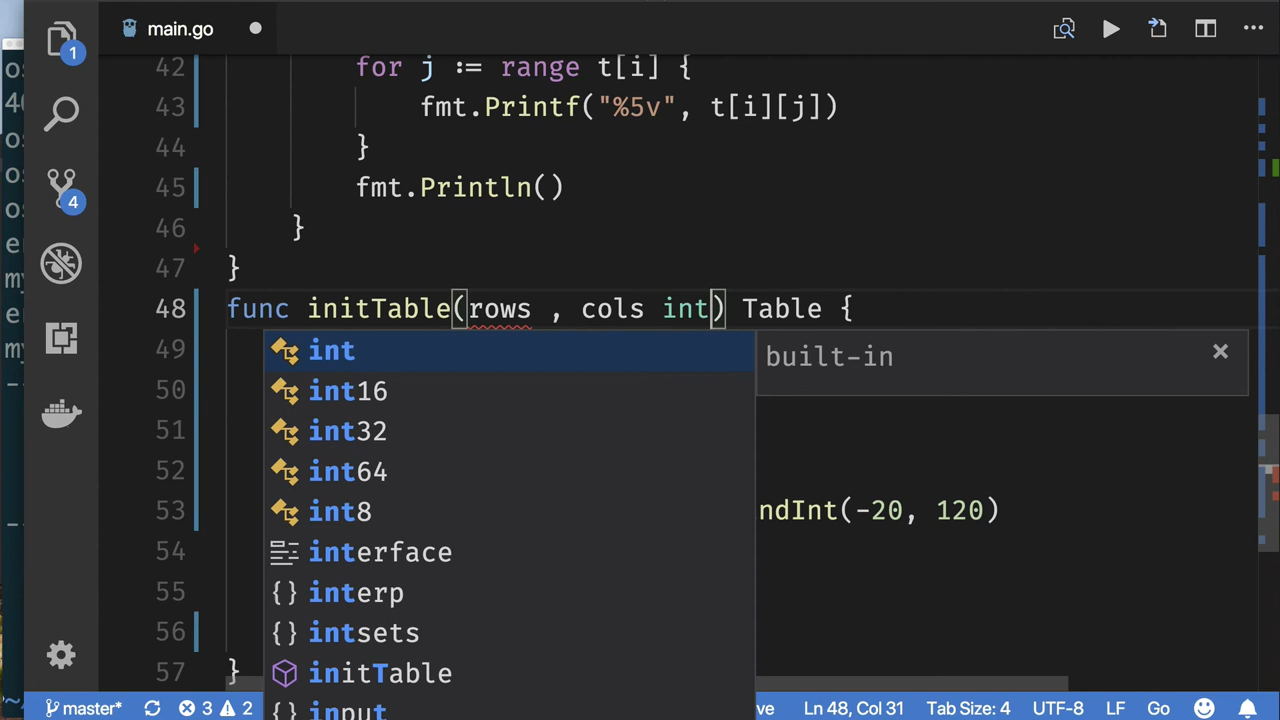 main.go
1
42 for j := range t[i] {
43 fmt.Printf("%5v", t[i][j])
44 }
45 fmt.Println()
46 }
47 }
48 func initTable(rows , cols int) Table {
49
50
51
52
53 ndInt(-20, 120)
54
55
56
57 }
4
int
built-in
int16
int32
int64
int8
interface
interp
intsets
initTable
input
master* 3 2 ve Ln 48, Col 31 Tab Size: 4 UTF-8 LF Go